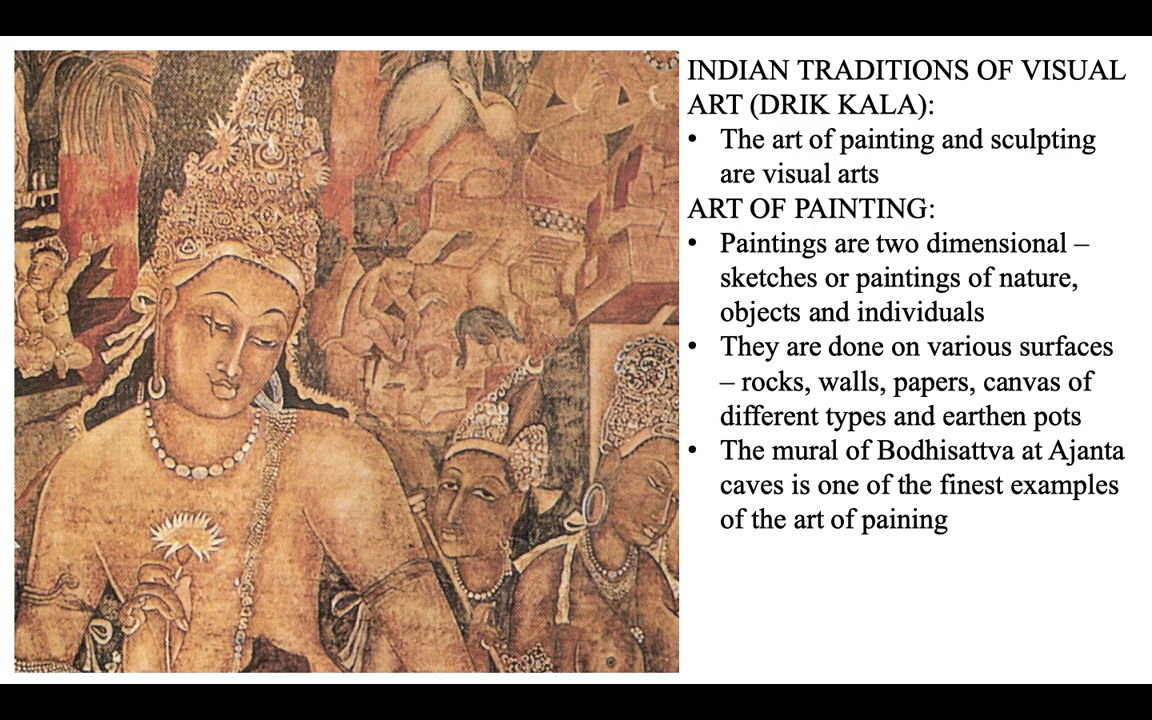 INDIAN TRADITIONS OF VISUAL
ART (DRIK KALA):
• The art of painting and sculpting
are visual arts
ART OF PAINTING:
• Paintings are two dimensional –
sketches or paintings of nature,
objects and individuals
• They are done on various surfaces
– rocks, walls, papers, canvas of
different types and earthen pots
• The mural of Bodhisattva at Ajanta
caves is one of the finest examples
of the art of paining